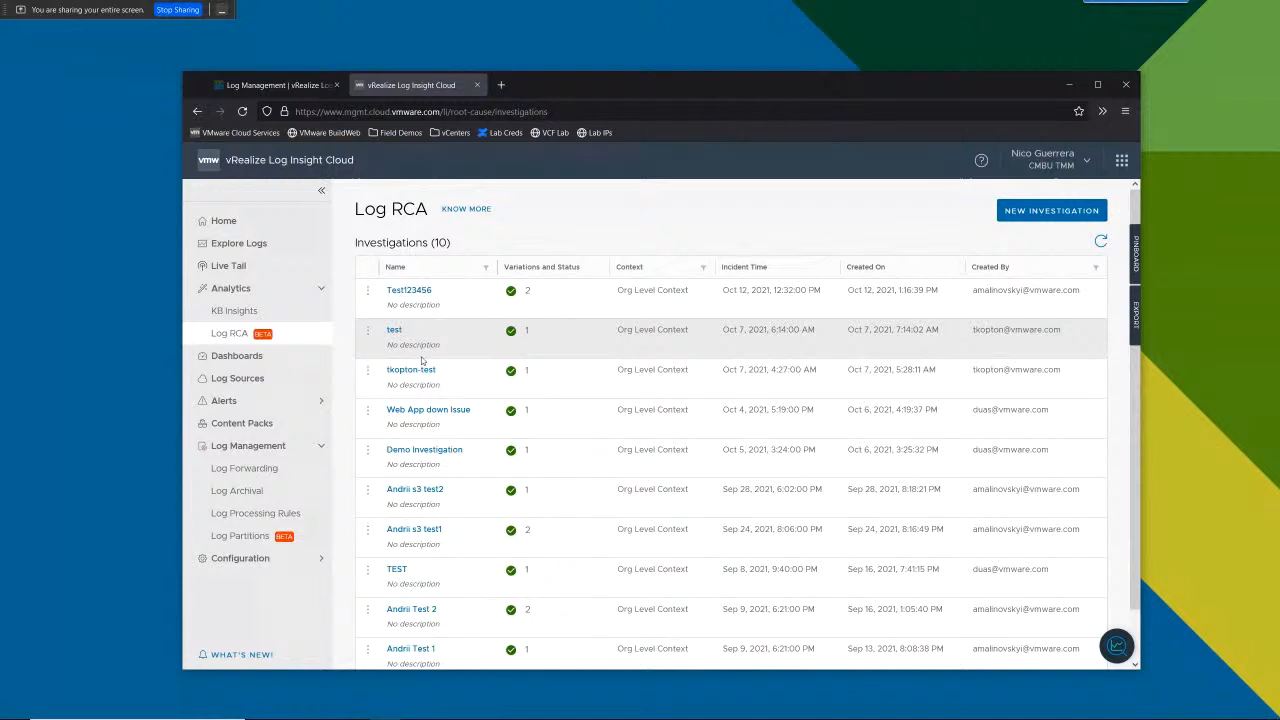 You are sharing your entire screen. Stop Sharing
Log Management | vRealize Lo
vRealize Log Insight Cloud
https://www.mgmt.cloud.vmware.com/li/root-cause/investigations
vmw VMware Cloud Services VMware BuildWeb Field Demos vCenters Lab Creds VCF Lab Lab IPs
vmw vRealize Log Insight Cloud
Nico Guerrera
CMBU TMM
Home
Explore Logs
Live Tail
Analytics
KB Insights
Log RCA BETA
Dashboards
Log Sources
Alerts
Content Packs
Log Management
Log Forwarding
Log Archival
Log Processing Rules
Log Partitions BETA
Configuration
WHAT'S NEW!
Log RCA KNOW MORE
NEW INVESTIGATION
Investigations (10)
Name Variations and Status Context Incident Time Created On Created By
Test123456 2 Org Level Context Oct 12, 2021, 12:32:00 PM Oct 12, 2021, 1:16:39 PM amalinovskyi@vmware.com
No description
test 1 Org Level Context Oct 7, 2021, 6:14:00 AM Oct 7, 2021, 7:14:02 AM tkopton@vmware.com
No description
tkopton-test 1 Org Level Context Oct 7, 2021, 4:27:00 AM Oct 7, 2021, 5:28:11 AM tkopton@vmware.com
No description
Web App down Issue 1 Org Level Context Oct 4, 2021, 5:19:00 PM Oct 6, 2021, 4:19:37 PM duas@vmware.com
No description
Demo Investigation 1 Org Level Context Oct 5, 2021, 3:24:00 PM Oct 6, 2021, 3:25:32 PM duas@vmware.com
No description
Andrii s3 test2 1 Org Level Context Sep 28, 2021, 6:02:00 PM Sep 28, 2021, 8:18:21 PM amalinovskyi@vmware.com
No description
Andrii s3 test1 2 Org Level Context Sep 24, 2021, 8:06:00 PM Sep 24, 2021, 8:16:49 PM amalinovskyi@vmware.com
No description
TEST 1 Org Level Context Sep 8, 2021, 9:40:00 PM Sep 16, 2021, 7:41:15 PM duas@vmware.com
No description
Andrii Test 2 2 Org Level Context Sep 9, 2021, 6:21:00 PM Sep 16, 2021, 1:05:40 PM amalinovskyi@vmware.com
No description
Andrii Test 1 1 Org Level Context Sep 9, 2021, 6:21:00 PM Sep 13, 2021, 8:08:38 PM amalinovskyi@vmware.com
No description
PINBOARD
EXPORT